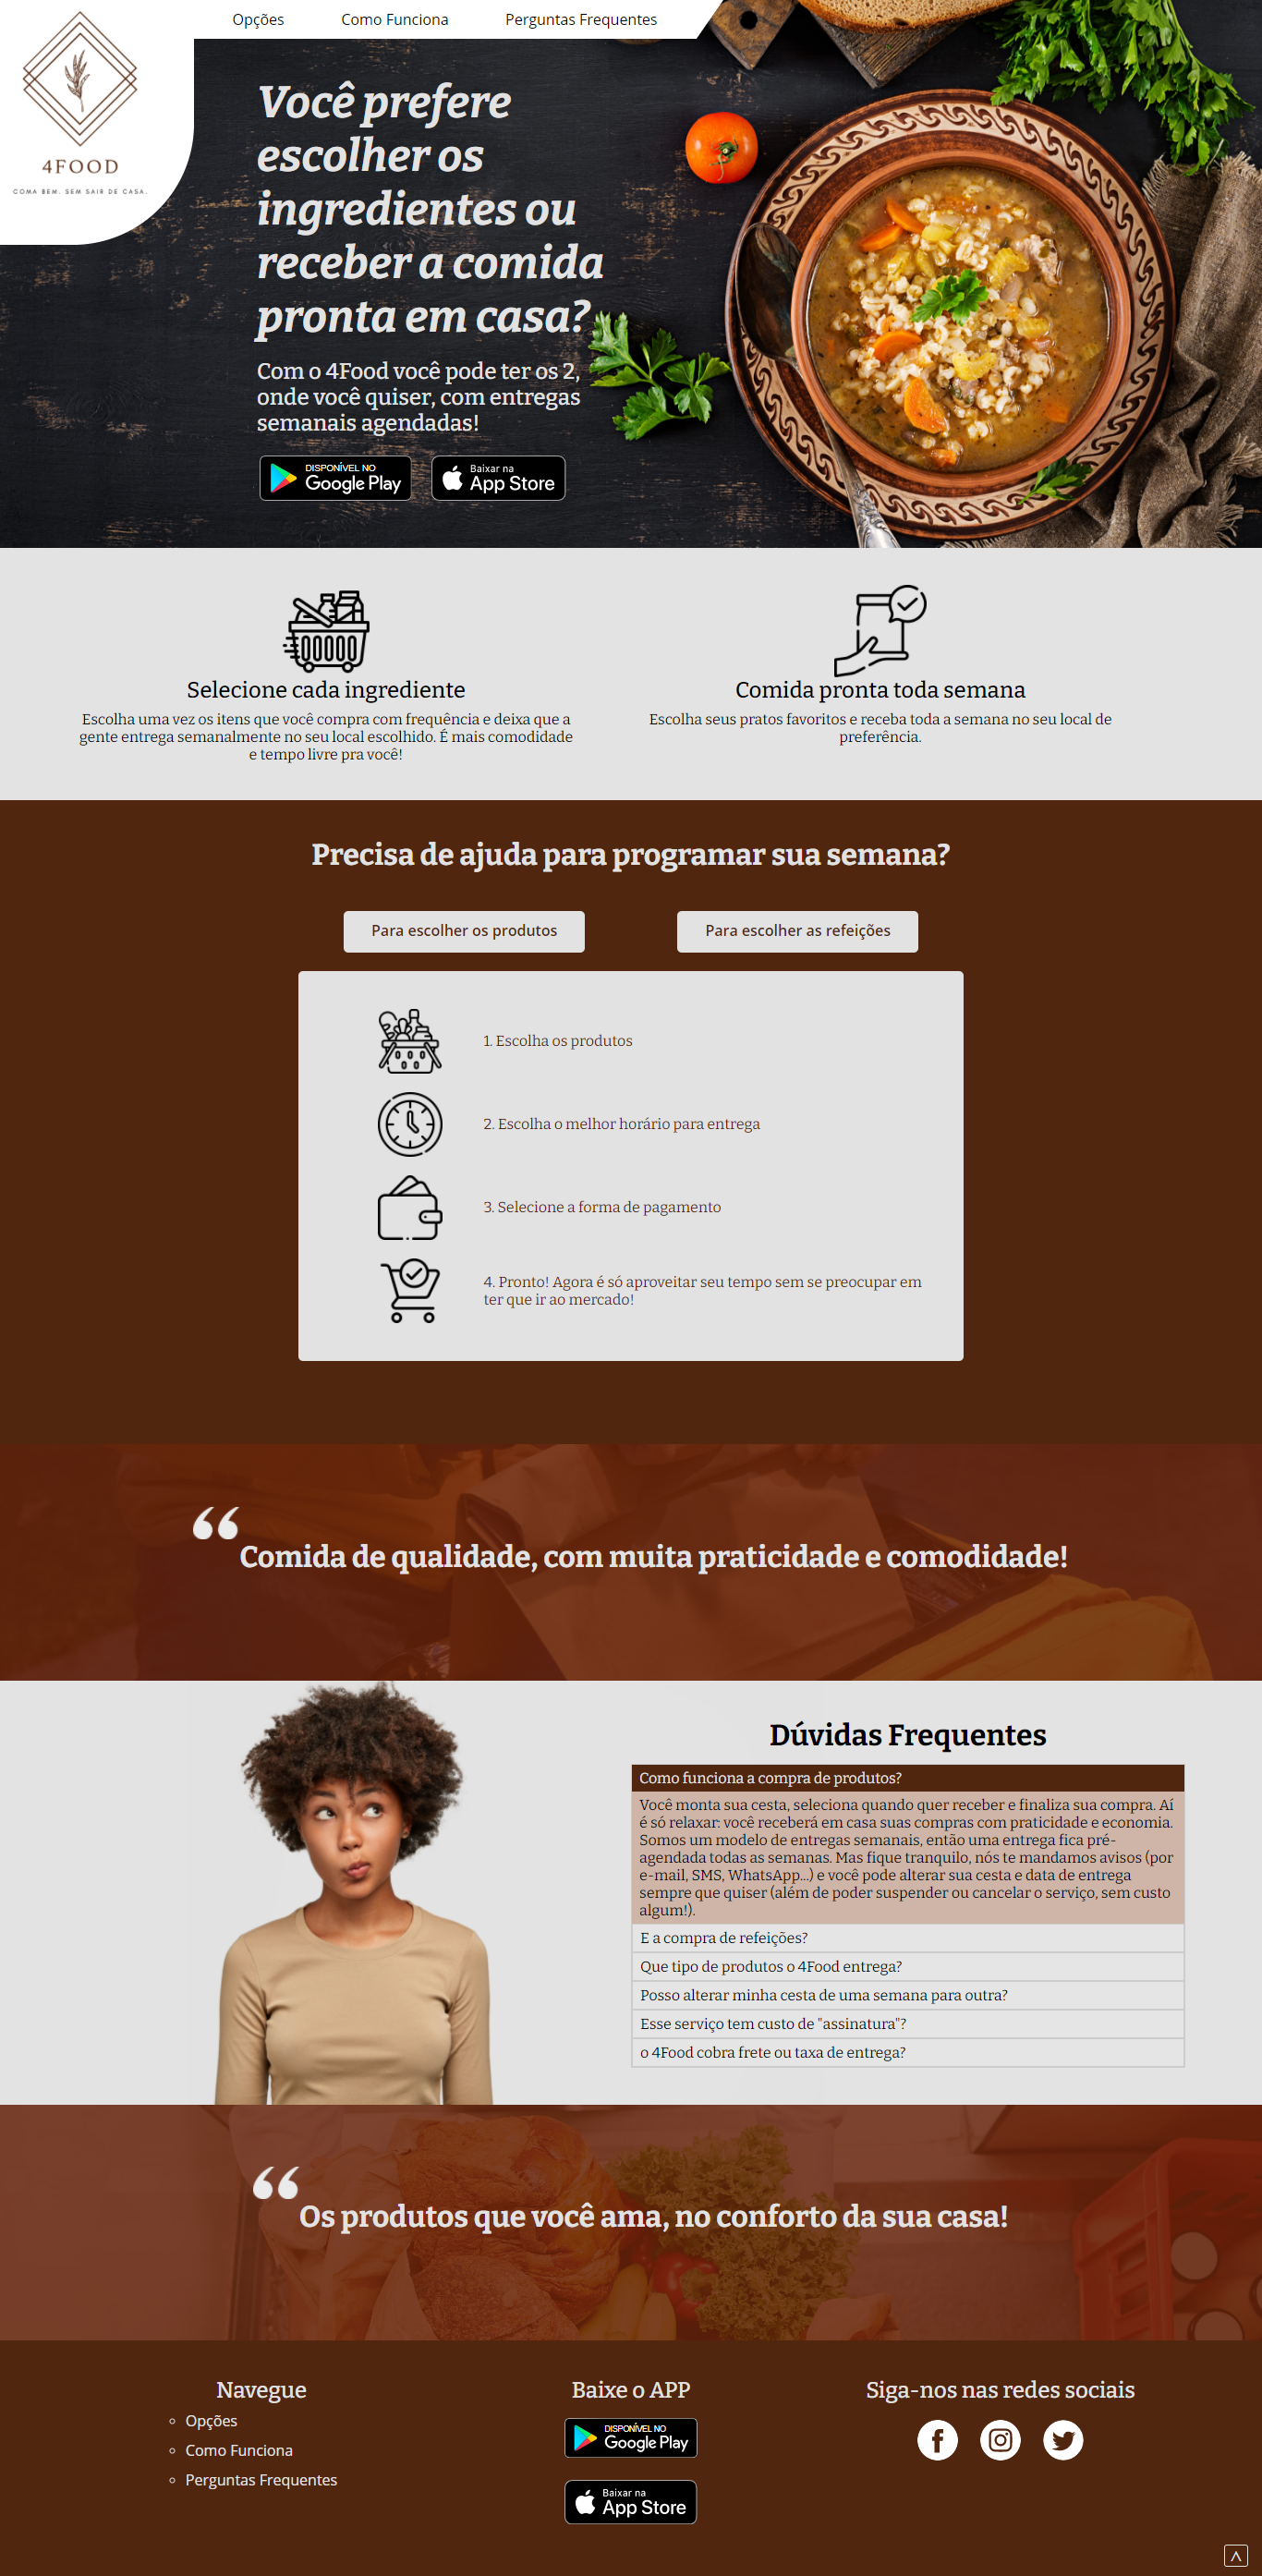 Opções
Como Funciona
Perguntas Frequentes
4FOOD
COMA BEM. SEM SAIR DE CASA.
Você prefere
escolher os
ingredientes ou
receber a comida
pronta em casa?
Com o 4Food você pode ter os 2,
onde você quiser, com entregas
semanais agendadas!
DISPONÍVEL NO
Google Play
Baixar na
App Store
Selecione cada ingrediente
Escolha uma vez os itens que você compra com frequência e deixa que a
gente entrega semanalmente no seu local escolhido. É mais comodidade
e tempo livre pra você!
Comida pronta toda semana
Escolha seus pratos favoritos e receba toda a semana no seu local de
preferência.
Precisa de ajuda para programar sua semana?
Para escolher os produtos
Para escolher as refeições
1. Escolha os produtos
2. Escolha o melhor horário para entrega
3. Selecione a forma de pagamento
4. Pronto! Agora é só aproveitar seu tempo sem se preocupar em
ter que ir ao mercado!
“Comida de qualidade, com muita praticidade e comodidade!
Dúvidas Frequentes
Como funciona a compra de produtos?
Você monta sua cesta, seleciona quando quer receber e finaliza sua compra. Aí
é só relaxar: você receberá em casa suas compras com praticidade e economia.
Somos um modelo de entregas semanais, então uma entrega fica pré-
agendada todas as semanas. Mas fique tranquilo, nós te mandamos avisos (por
e-mail, SMS, WhatsApp...) e você pode alterar sua cesta e data de entrega
sempre que quiser (além de poder suspender ou cancelar o serviço, sem custo
algum!).
E a compra de refeições?
Que tipo de produtos o 4Food entrega?
Posso alterar minha cesta de uma semana para outra?
Esse serviço tem custo de "assinatura"?
o 4Food cobra frete ou taxa de entrega?
“Os produtos que você ama, no conforto da sua casa!
Navegue
Opções
Como Funciona
Perguntas Frequentes
Baixe o APP
DISPONÍVEL NO
Google Play
Baixar na
App Store
Siga-nos nas redes sociais